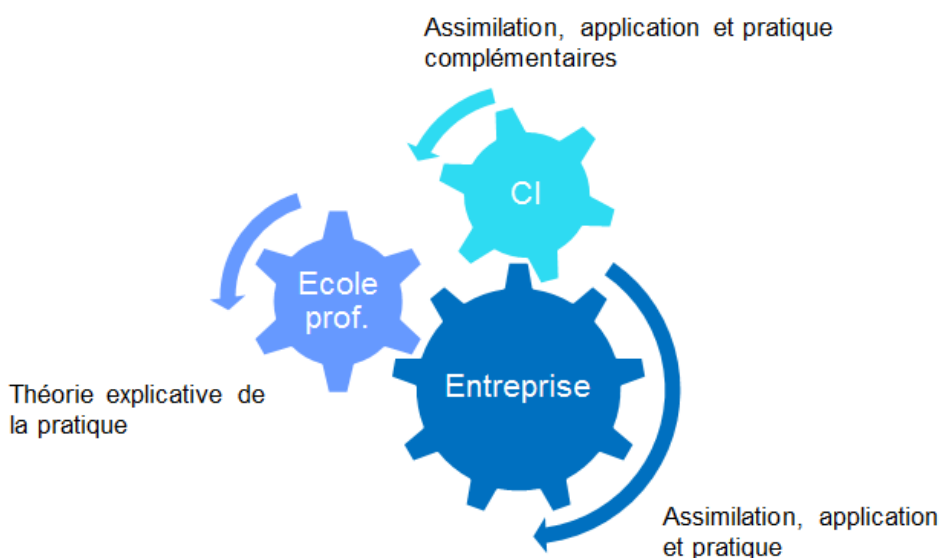 Assimilation, application et pratique
complémentaires
CI
Ecole
prof.
Entreprise
Théorie explicative de
la pratique
Assimilation, application
et pratique